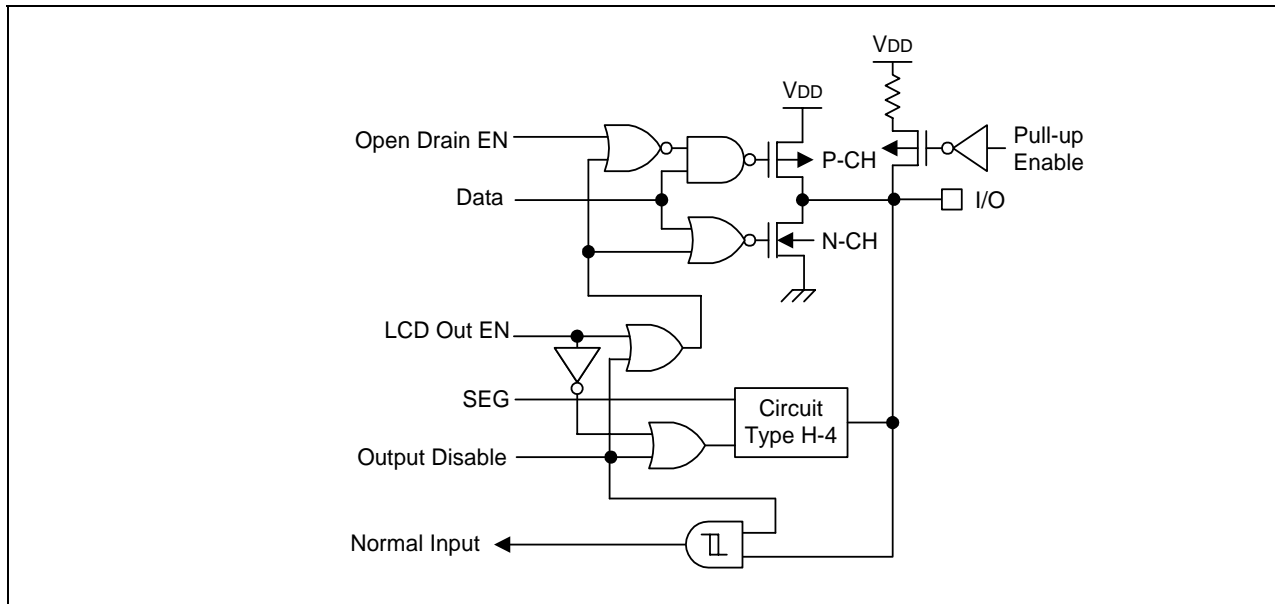 VDD
VDD
Open Drain EN
Pull-up
Enable
P-CH
Data
I/O
N-CH
LCD Out EN
SEG
Circuit
Type H-4
Output Disable
Normal Input